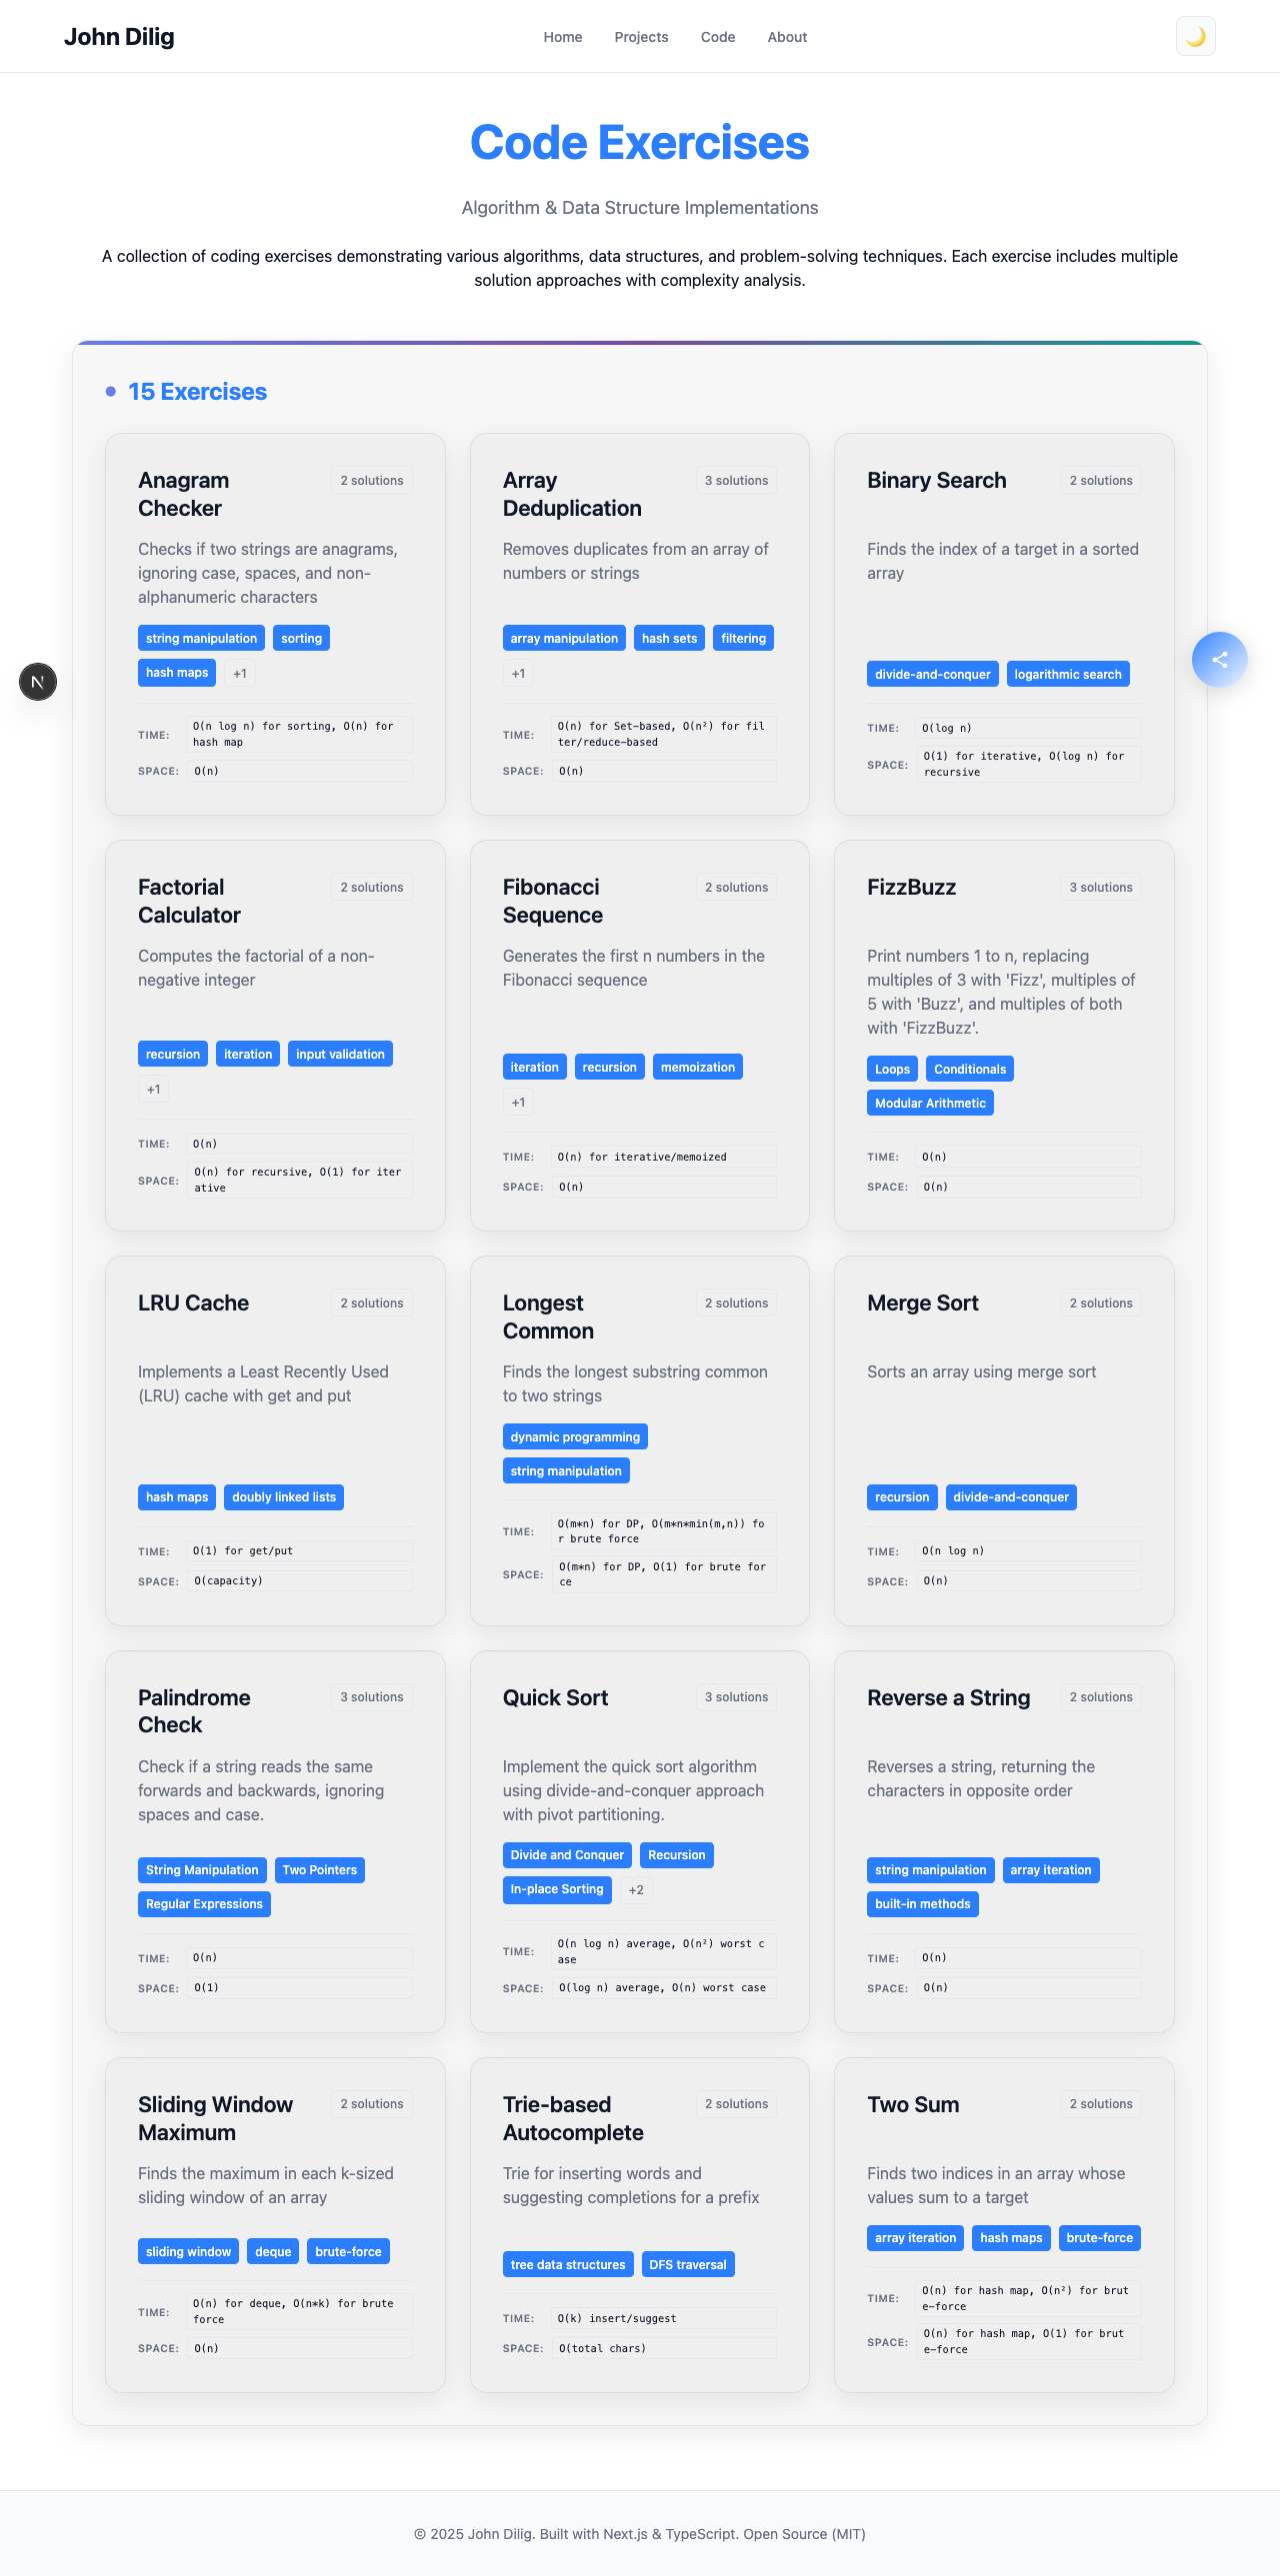 John Dilig
Home
Projects
Code
About
Code Exercises
Algorithm & Data Structure Implementations
A collection of coding exercises demonstrating various algorithms, data structures, and problem-solving techniques. Each exercise includes multiple
solution approaches with complexity analysis.
15 Exercises
Anagram
Checker
2 solutions
Checks if two strings are anagrams,
ignoring case, spaces, and non-
alphanumeric characters
string manipulation
sorting
hash maps
+1
TIME:
O(n log n) for sorting, O(n) for
hash map
SPACE:
O(n)
Array
Deduplication
3 solutions
Removes duplicates from an array of
numbers or strings
array manipulation
hash sets
filtering
+1
TIME:
O(n) for Set-based, O(n²) for fil
ter/reduce-based
SPACE:
O(n)
Binary Search
2 solutions
Finds the index of a target in a sorted
array
divide-and-conquer
logarithmic search
TIME:
O(log n)
SPACE:
O(1) for iterative, O(log n) for
recursive
Factorial
Calculator
2 solutions
Computes the factorial of a non-
negative integer
recursion
iteration
input validation
+1
TIME:
O(n)
SPACE:
O(n) for recursive, O(1) for iter
ative
Fibonacci
Sequence
2 solutions
Generates the first n numbers in the
Fibonacci sequence
iteration
recursion
memoization
+1
TIME:
O(n) for iterative/memoized
SPACE:
O(n)
FizzBuzz
3 solutions
Print numbers 1 to n, replacing
multiples of 3 with 'Fizz', multiples of
5 with 'Buzz', and multiples of both
with 'FizzBuzz'.
Loops
Conditionals
Modular Arithmetic
TIME:
O(n)
SPACE:
O(n)
LRU Cache
2 solutions
Implements a Least Recently Used
(LRU) cache with get and put
hash maps
doubly linked lists
TIME:
O(1) for get/put
SPACE:
O(capacity)
Longest
Common
2 solutions
Finds the longest substring common
to two strings
dynamic programming
string manipulation
TIME:
O(m*n) for DP, O(m*n*min(m,n)) fo
r brute force
SPACE:
O(m*n) for DP, O(1) for brute for
ce
Merge Sort
2 solutions
Sorts an array using merge sort
recursion
divide-and-conquer
TIME:
O(n log n)
SPACE:
O(n)
Palindrome
Check
3 solutions
Check if a string reads the same
forwards and backwards, ignoring
spaces and case.
String Manipulation
Two Pointers
Regular Expressions
TIME:
O(n)
SPACE:
O(1)
Quick Sort
3 solutions
Implement the quick sort algorithm
using divide-and-conquer approach
with pivot partitioning.
Divide and Conquer
Recursion
In-place Sorting
+2
TIME:
O(n log n) average, O(n²) worst c
ase
SPACE:
O(log n) average, O(n) worst case
Reverse a String
2 solutions
Reverses a string, returning the
characters in opposite order
string manipulation
array iteration
built-in methods
TIME:
O(n)
SPACE:
O(n)
Sliding Window
Maximum
2 solutions
Finds the maximum in each k-sized
sliding window of an array
sliding window
deque
brute-force
TIME:
O(n) for deque, O(n*k) for brute
force
SPACE:
O(n)
Trie-based
Autocomplete
2 solutions
Trie for inserting words and
suggesting completions for a prefix
tree data structures
DFS traversal
TIME:
O(k) insert/suggest
SPACE:
O(total chars)
Two Sum
2 solutions
Finds two indices in an array whose
values sum to a target
array iteration
hash maps
brute-force
TIME:
O(n) for hash map, O(n²) for brut
e-force
SPACE:
O(n) for hash map, O(1) for brut
e-force
N
© 2025 John Dilig. Built with Next.js & TypeScript. Open Source (MIT)